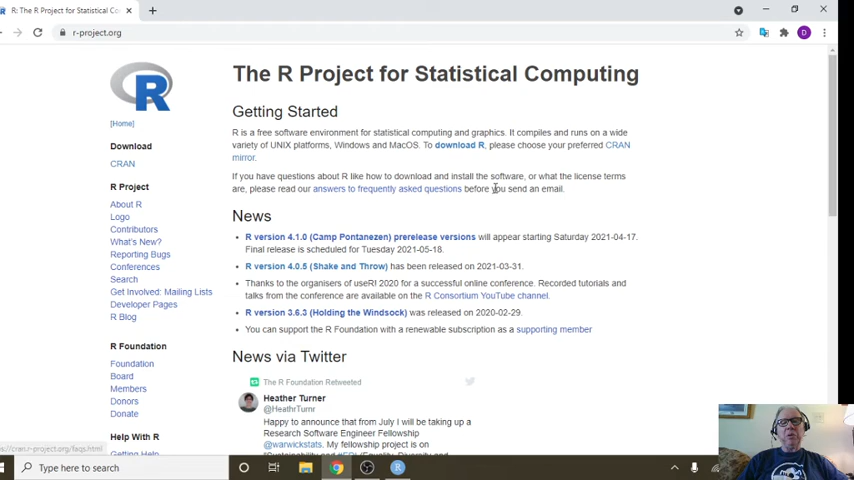 R: The R Project for Statistical Co
r-project.org
D
R
[Home]
Download
CRAN
R Project
About R
Logo
Contributors
What's New?
Reporting Bugs
Conferences
Search
Get Involved: Mailing Lists
Developer Pages
R Blog
R Foundation
Foundation
Board
Members
Donors
Donate
Help With R
Getting Help
The R Project for Statistical Computing
Getting Started
R is a free software environment for statistical computing and graphics. It compiles and runs on a wide
variety of UNIX platforms, Windows and MacOS. To download R, please choose your preferred CRAN
mirror.
If you have questions about R like how to download and install the software, or what the license terms
are, please read our answers to frequently asked questions before you send an email.
News
R version 4.1.0 (Camp Pontanezen) prerelease versions will appear starting Saturday 2021-04-17.
Final release is scheduled for Tuesday 2021-05-18.
R version 4.0.5 (Shake and Throw) has been released on 2021-03-31.
Thanks to the organisers of useR! 2020 for a successful online conference. Recorded tutorials and
talks from the conference are available on the R Consortium YouTube channel.
R version 3.6.3 (Holding the Windsock) was released on 2020-02-29.
You can support the R Foundation with a renewable subscription as a supporting member
News via Twitter
The R Foundation Retweeted
Heather Turner
@HeathrTurnr
Happy to announce that from July I will be taking up a
Research Software Engineer Fellowship
@warwickstats. My fellowship project is on
s://cran.r-project.org/faqs.html
Type here to search
R